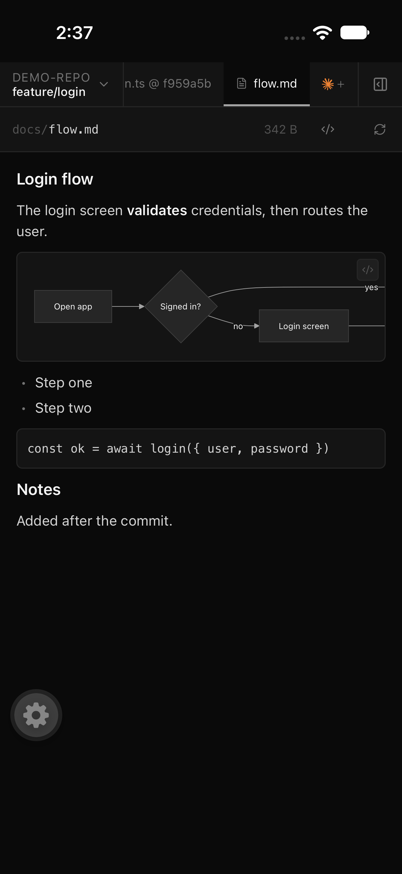 2:37
DEMO-REPO
feature/login
n.ts @ f959a5b
flow.md
+
docs/flow.md
342 B
</>
Login flow
The login screen validates credentials, then routes the
user.
</>
yes
Open app
Signed in?
no
Login screen
• Step one
• Step two
const ok = await login({ user, password })
Notes
Added after the commit.